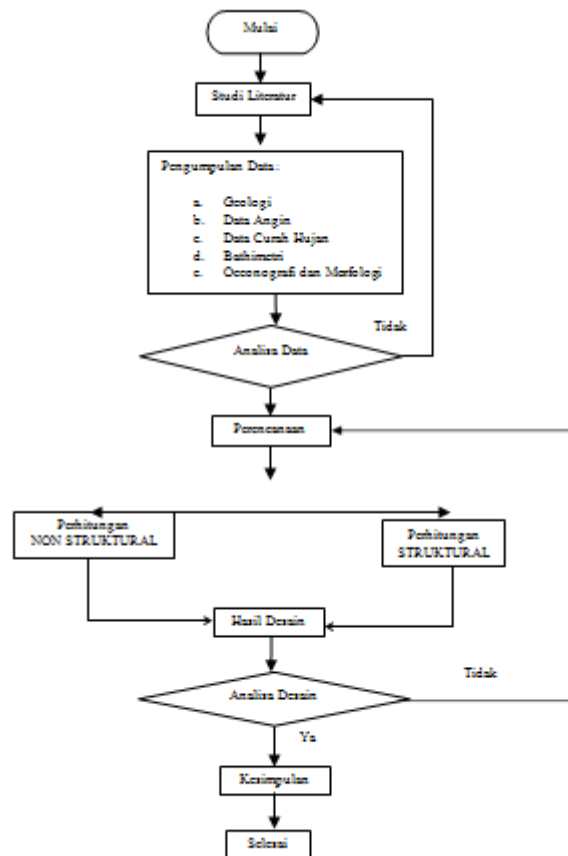 Mulai
Studi Literatur
Pengumpulan Data :
a. Geologi
b. Data Angin
c. Data Curah Hujan
d. Bathimetri
e. Oceonografi dan Morfologi
Tidak
Analisa Data
Perencanaan
Perhitungan
NON STRUKTURAL
Perhitungan
STRUKTURAL
Hasil Desain
Tidak
Analisa Desain
Ya
Kesimpulan
Selesai